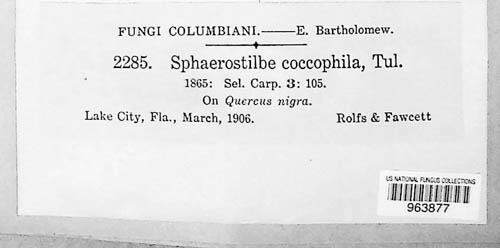 FUNGI COLUMBIANI.——E. Bartholomew.
2285. Sphaerostilbe coccophila, Tul.
1865: Sel. Carp. 3: 105.
On Quercus nigra.
Lake City, Fla., March, 1906. Rolfs & Fawcett
US NATIONAL FUNGUS COLLECTIONS
963877